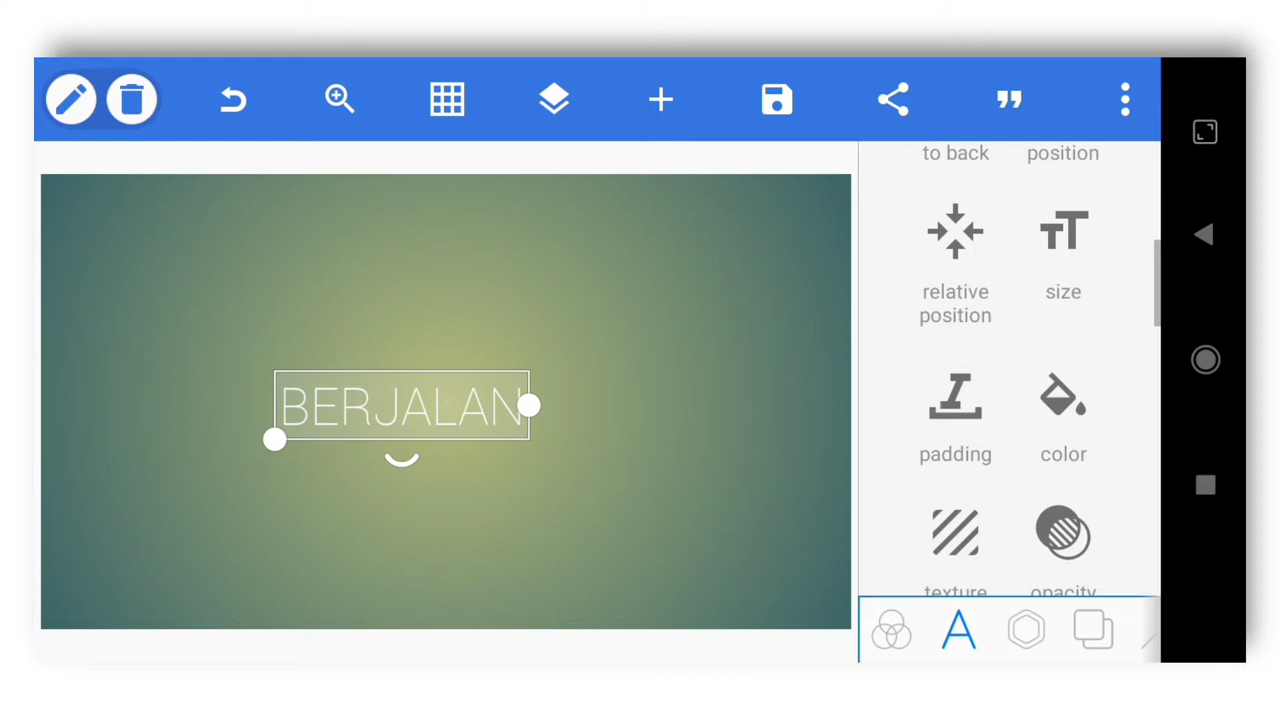 to back
position
relative
position
size
padding
color
texture
opacity
BERJALAN